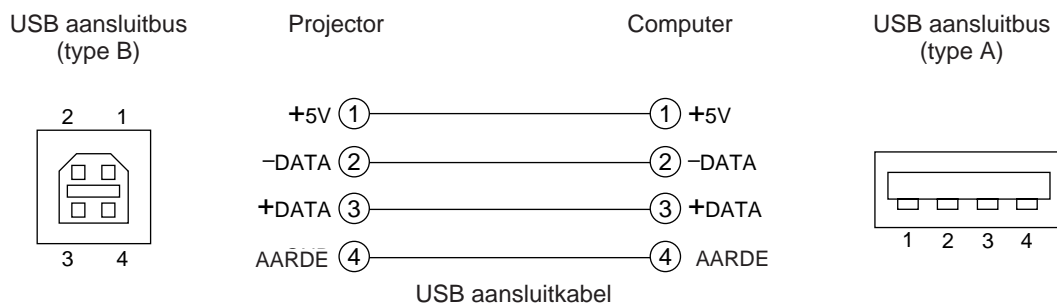 USB aansluitbus
(type B)
Projector
Computer
USB aansluitbus
(type A)
2 1
3 4
+5V 1 1 +5V
−DATA 2 2 −DATA
+DATA 3 3 +DATA
AARDE 4 4 AARDE
1 2 3 4
USB aansluitkabel